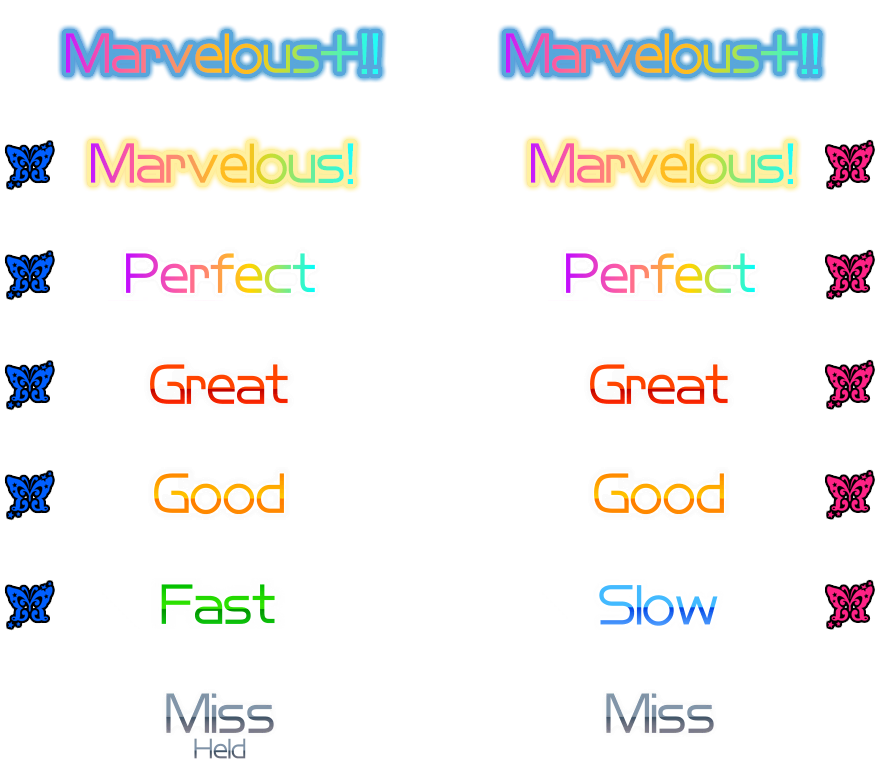 Marvelous+!! Marvelous+!!
Marvelous! Marvelous!
Perfect Perfect
Great Great
Good Good
Fast Slow
Miss Miss
Held